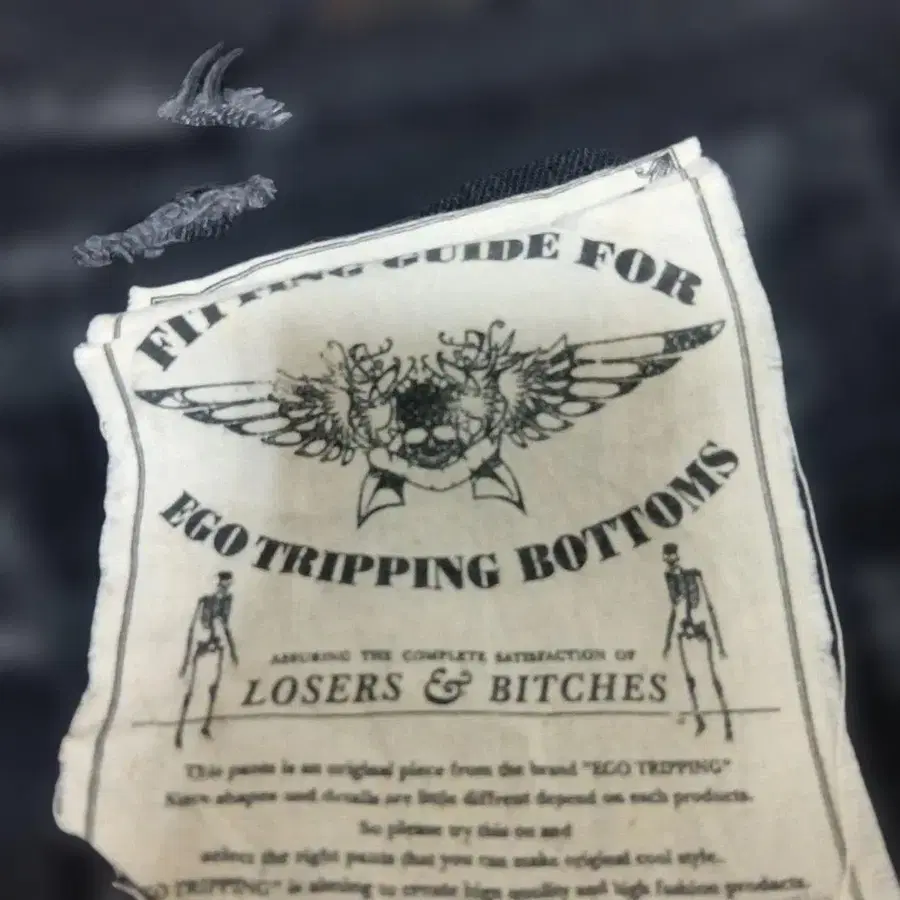 FITTING GUIDE FOR
EGO TRIPPING BOTTOMS
ASSURING THE COMPLETE SATISFACTION OF
LOSERS & BITCHES
This pants is an original piece from the brand "EGO TRIPPING"
Sizes shapes and details are little diffrent depend on each products.
So please try this on and
select the right pants that you can make original cool style.
GO TRIPPING" is aiming to create high quality and high fashion products.